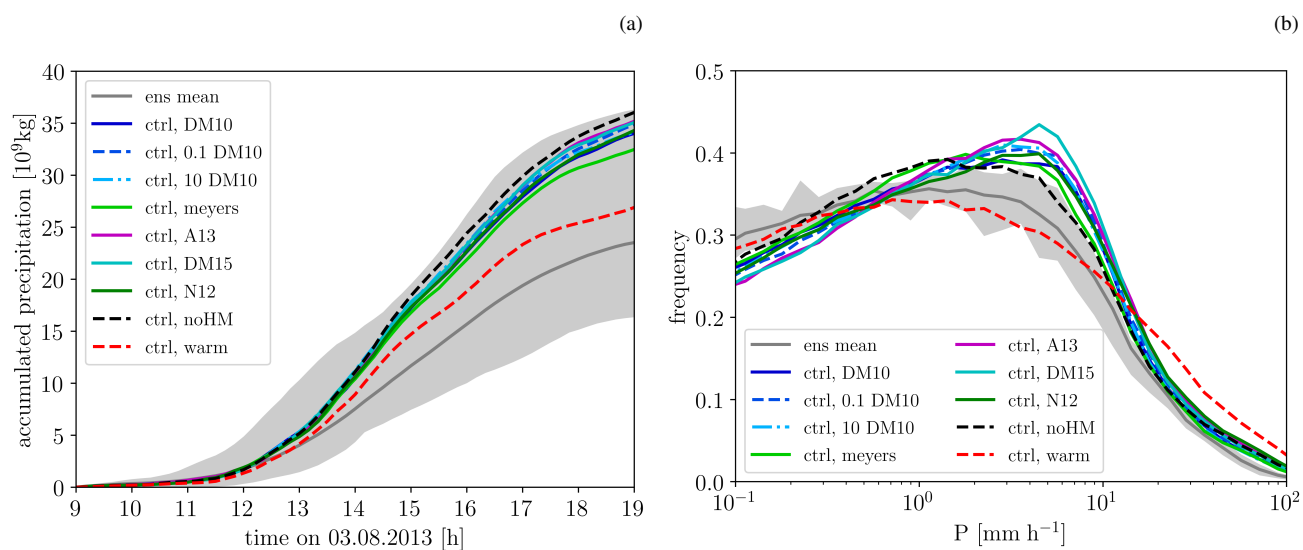 (a)
accumulated precipitation [10⁹kg]
40
35
30
25
20
15
10
5
0
ens mean
ctrl, DM10
ctrl, 0.1 DM10
ctrl, 10 DM10
ctrl, meyers
ctrl, A13
ctrl, DM15
ctrl, N12
ctrl, noHM
ctrl, warm
9 10 11 12 13 14 15 16 17 18 19
time on 03.08.2013 [h]
(b)
frequency
0.5
0.4
0.3
0.2
0.1
0.0
ens mean
ctrl, DM10
ctrl, 0.1 DM10
ctrl, 10 DM10
ctrl, meyers
ctrl, A13
ctrl, DM15
ctrl, N12
ctrl, noHM
ctrl, warm
10⁻¹ 10⁰ 10¹ 10²
P [mm h⁻¹]